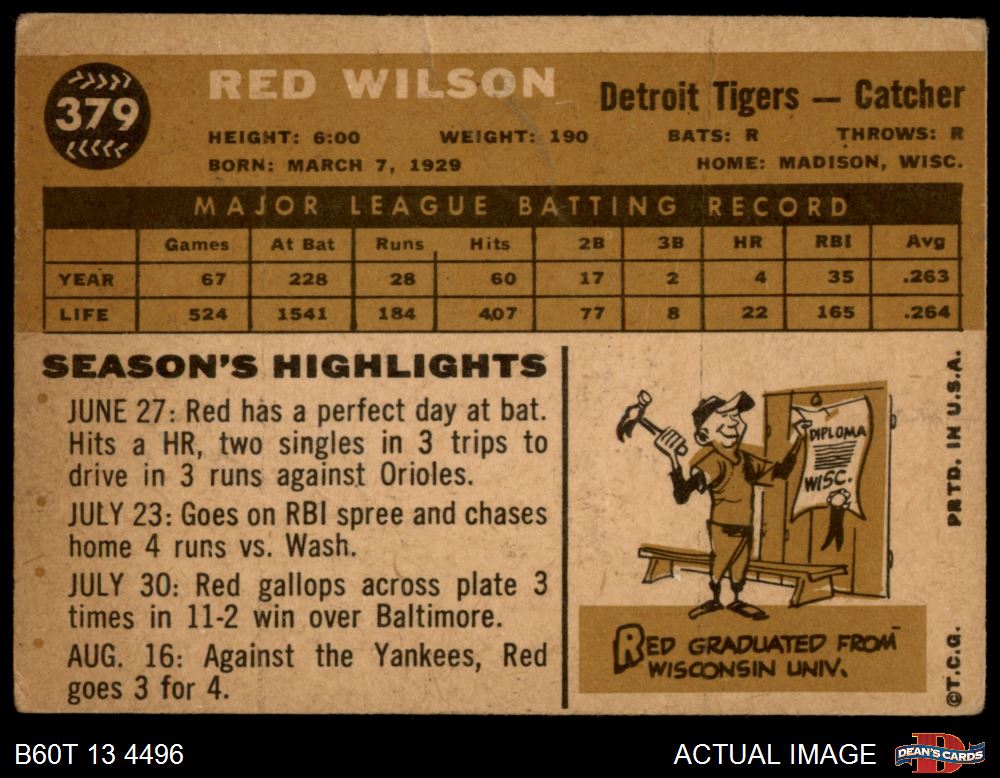 379
RED WILSON
Detroit Tigers — Catcher
HEIGHT: 6:00 WEIGHT: 190 BATS: R THROWS: R
BORN: MARCH 7, 1929 HOME: MADISON, WISC.
MAJOR LEAGUE BATTING RECORD
Games At Bat Runs Hits 2B 3B HR RBI Avg
YEAR 67 228 28 60 17 2 4 35 .263
LIFE 524 1541 184 407 77 8 22 165 .264
SEASON'S HIGHLIGHTS
JUNE 27: Red has a perfect day at bat.
Hits a HR, two singles in 3 trips to
drive in 3 runs against Orioles.
JULY 23: Goes on RBI spree and chases
home 4 runs vs. Wash.
JULY 30: Red gallops across plate 3
times in 11-2 win over Baltimore.
AUG. 16: Against the Yankees, Red
goes 3 for 4.
DIPLOMA
WISC.
RED GRADUATED FROM
WISCONSIN UNIV.
©T.C.G. PRTD. IN U.S.A.
B60T 13 4496
ACTUAL IMAGE
DEAN'S CARDS